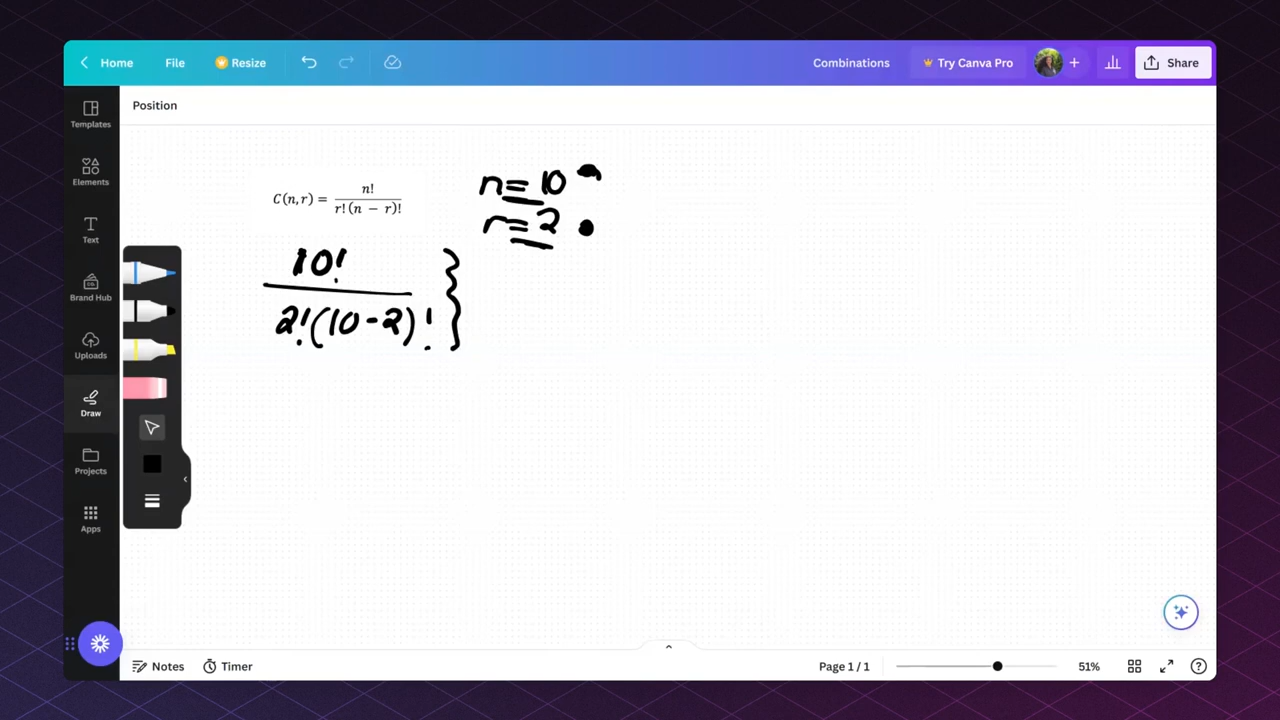 Home File Resize Combinations Try Canva Pro + Share
Templates
Elements
Text
Brand Hub
Uploads
Draw
Projects
Apps
Position
C(n,r) = n! / r!(n − r)!
n = 10
r = 2
10!
2!(10-2)!
Notes Timer Page 1 / 1 51% ?